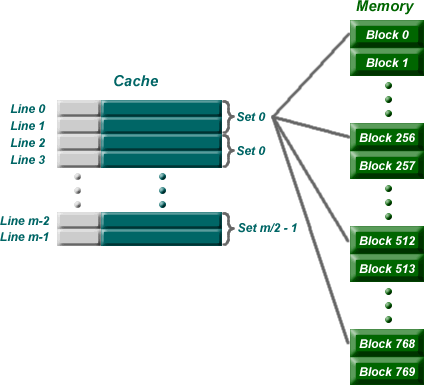 Memory
Block 0
Block 1
Cache
Line 0
Line 1
Set 0
Line 2
Line 3
Set 0
Block 256
Block 257
Line m-2
Line m-1
Set m/2 - 1
Block 512
Block 513
Block 768
Block 769